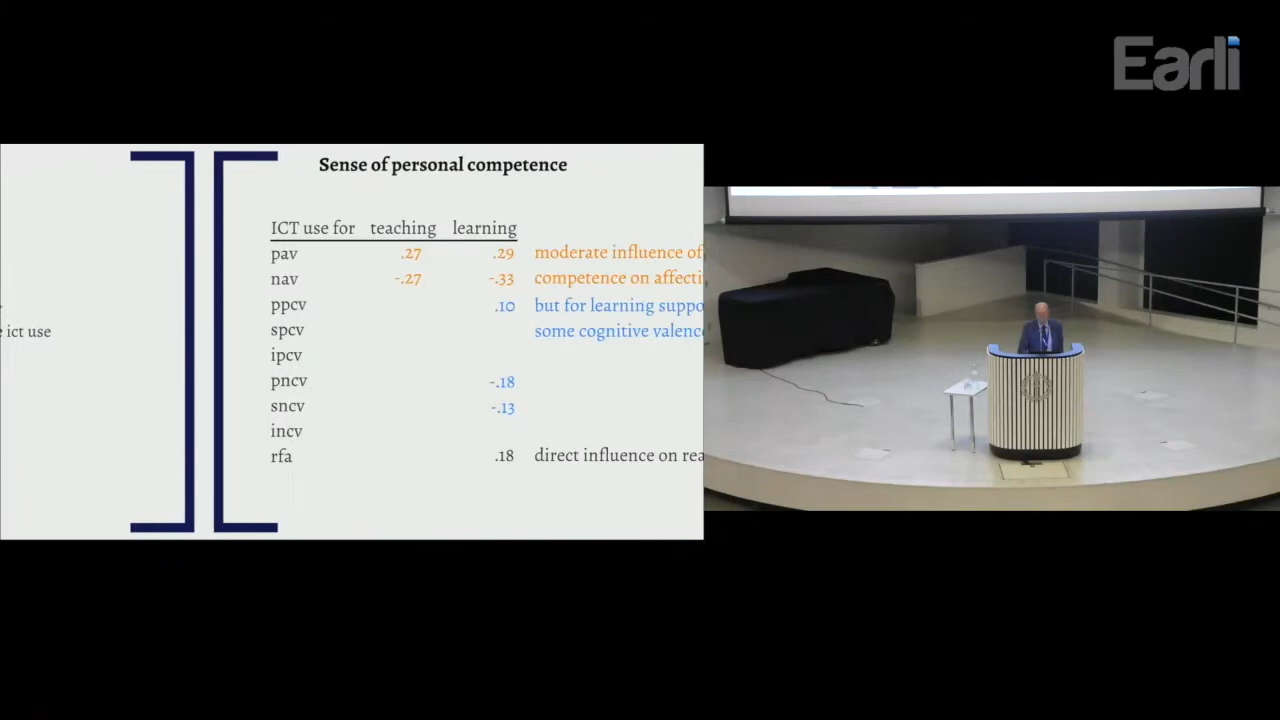 Earli
Sense of personal competence
ICT use for teaching learning
pav .27 .29 moderate influence of
nav -.27 -.33 competence on affecti
ppcv .10 but for learning suppo
spcv some cognitive valenc
ict use
ipcv
pncv -.18
sncv -.13
incv
rfa .18 direct influence on rea